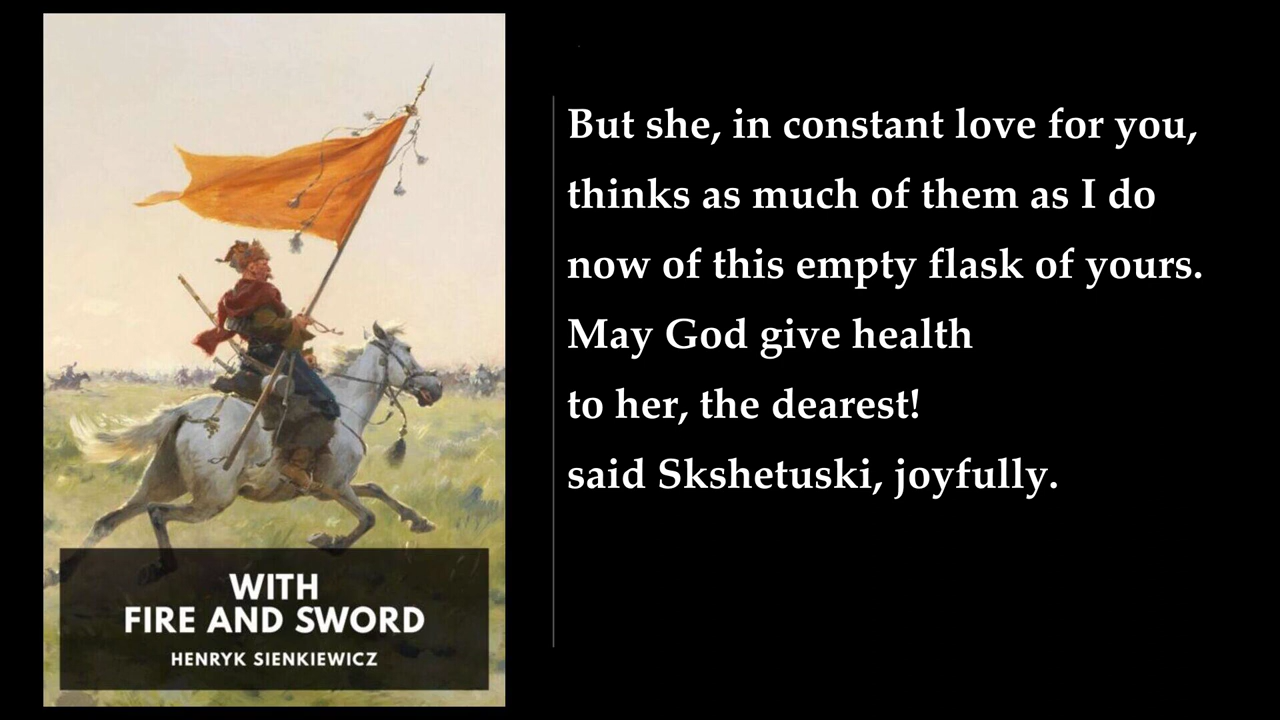 But she, in constant love for you,
thinks as much of them as I do
now of this empty flask of yours.
May God give health
to her, the dearest!
said Skshetuski, joyfully.
WITH
FIRE AND SWORD
HENRYK SIENKIEWICZ